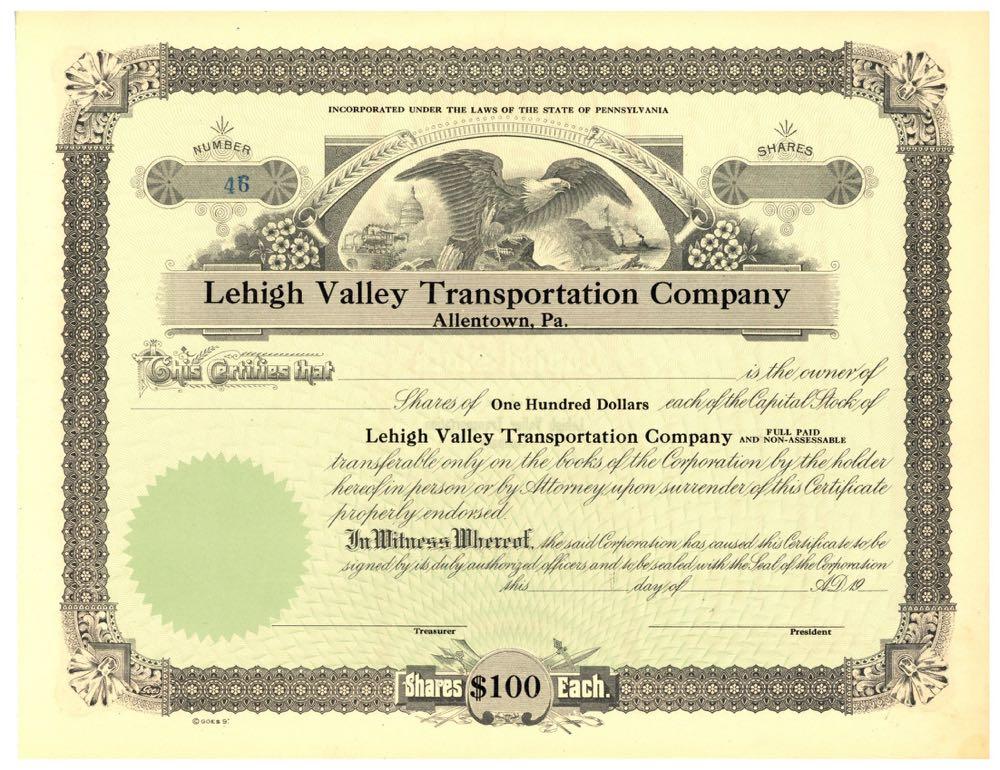 INCORPORATED UNDER THE LAWS OF THE STATE OF PENNSYLVANIA
NUMBER
SHARES
46
Lehigh Valley Transportation Company
Allentown, Pa.
This Certifies that is the owner of
Shares of One Hundred Dollars each of the Capital Stock of
Lehigh Valley Transportation Company AND FULL PAID NON-ASSESSABLE
transferable only on the books of the Corporation by the holder
hereof in person or by Attorney upon surrender of this Certificate
properly endorsed.
In Witness Whereof, the said Corporation has caused this Certificate to be
signed by its duly authorized officers and to be sealed with the Seal of the Corporation
this day of A.D. 19
Treasurer
President
Shares $100 Each.
Goes
© GOES 9.